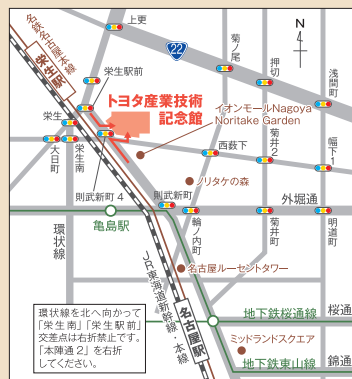 名鉄名古屋本線
上更
22
菊ノ尾
押切
N
浅間町
栄生駅
栄生駅前
トヨタ産業技術
記念館
イオンモールNagoya
Noritake Garden
栄生
太日町
栄生南
西薮下
菊井2
幅下1
ノリタケの森
則武新町4
則武新町
外堀通
亀島駅
環状線
輪ノ内町
菊井町
明道町
JR東海道新幹線・本線
名古屋ルーセントタワー
環状線を北へ向かって
「栄生南」「栄生駅前」
交差点は右折禁止です。
「本陣通2」を右折
してください。
名古屋駅
地下鉄桜通線
桜通
ミッドランドスクエア
錦通
地下鉄東山線